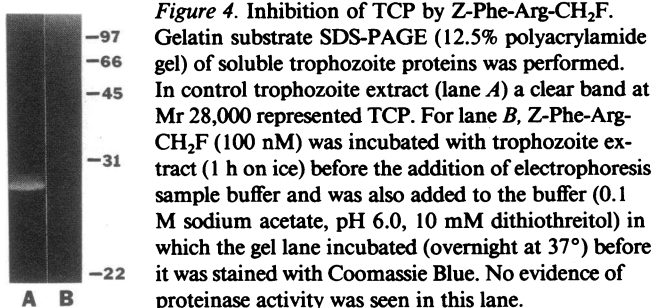 −97
−66
−45
−31
−22
A B
Figure 4. Inhibition of TCP by Z-Phe-Arg-CH₂F.
Gelatin substrate SDS-PAGE (12.5% polyacrylamide
gel) of soluble trophozoite proteins was performed.
In control trophozoite extract (lane A) a clear band at
Mr 28,000 represented TCP. For lane B, Z-Phe-Arg-
CH₂F (100 nM) was incubated with trophozoite ex-
tract (1 h on ice) before the addition of electrophoresis
sample buffer and was also added to the buffer (0.1
M sodium acetate, pH 6.0, 10 mM dithiothreitol) in
which the gel lane incubated (overnight at 37°) before
it was stained with Coomassie Blue. No evidence of
proteinase activity was seen in this lane.